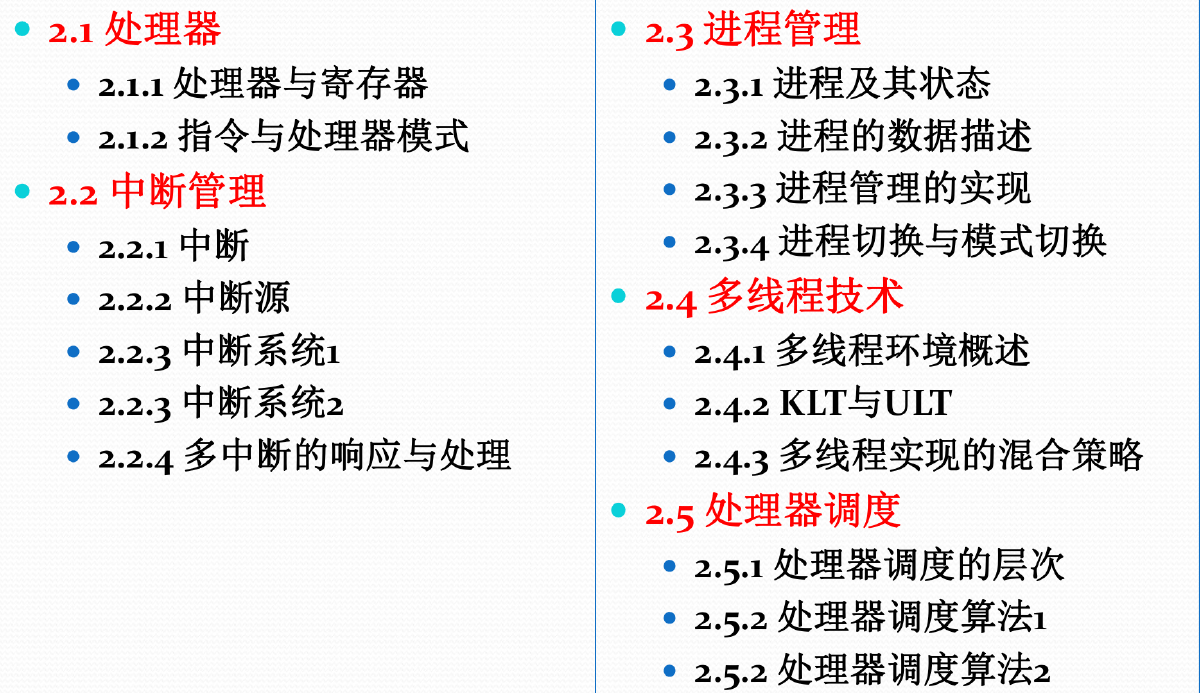 2.1 处理器
2.1.1 处理器与寄存器
2.1.2 指令与处理器模式
2.2 中断管理
2.2.1 中断
2.2.2 中断源
2.2.3 中断系统1
2.2.3 中断系统2
2.2.4 多中断的响应与处理
2.3 进程管理
2.3.1 进程及其状态
2.3.2 进程的数据描述
2.3.3 进程管理的实现
2.3.4 进程切换与模式切换
2.4 多线程技术
2.4.1 多线程环境概述
2.4.2 KLT与ULT
2.4.3 多线程实现的混合策略
2.5 处理器调度
2.5.1 处理器调度的层次
2.5.2 处理器调度算法1
2.5.2 处理器调度算法2